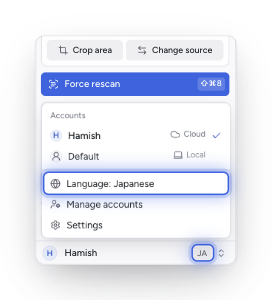 Crop area
Change source
Force rescan ⇧⌘8
Accounts
H Hamish Cloud
Default Local
Language: Japanese
Manage accounts
Settings
H Hamish JA